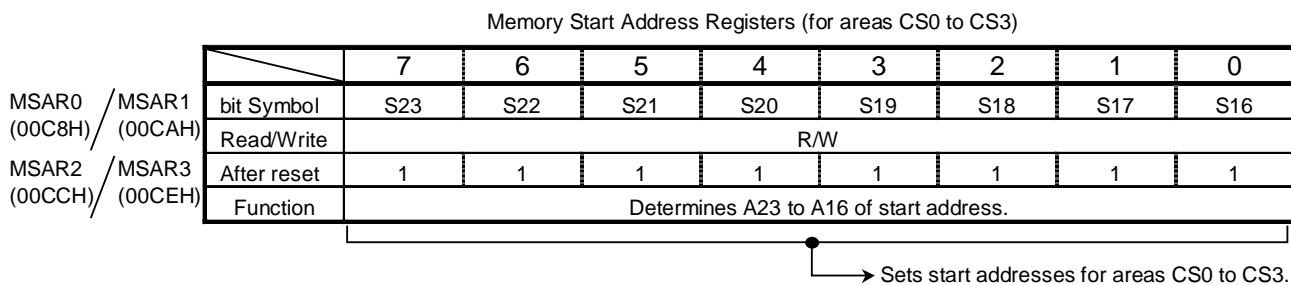 Memory Start Address Registers (for areas CS0 to CS3)
7 6 5 4 3 2 1 0
MSAR0 / MSAR1 bit Symbol S23 S22 S21 S20 S19 S18 S17 S16
(00C8H) (00CAH) Read/Write R/W
MSAR2 / MSAR3 After reset 1 1 1 1 1 1 1 1
(00CCH) (00CEH) Function Determines A23 to A16 of start address.
Sets start addresses for areas CS0 to CS3.